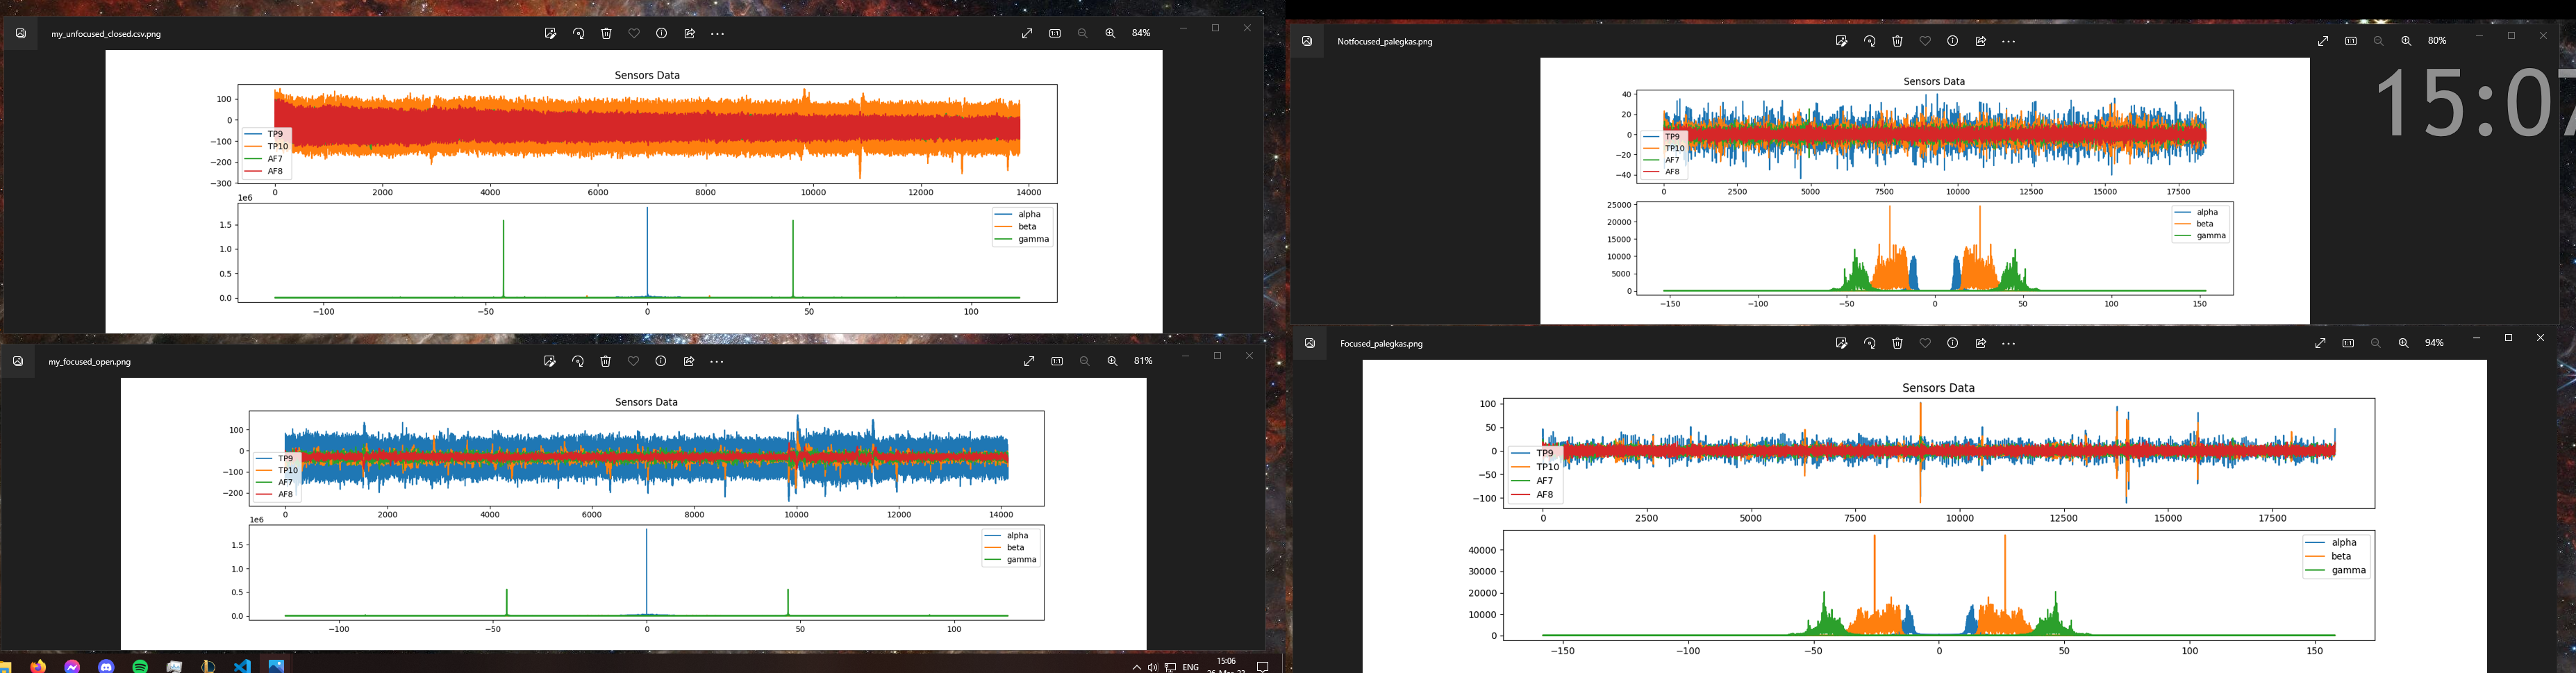 my_unfocused_closed.csv.png
84%
Sensors Data
100
0
−100
−200
−300
TP9
TP10
AF7
AF8
0 2000 4000 6000 8000 10000 12000 14000
1e6
1.5
1.0
0.5
0.0
alpha
beta
gamma
−100 −50 0 50 100
my_focused_open.png
81%
Sensors Data
100
0
−100
−200
TP9
TP10
AF7
AF8
0 2000 4000 6000 8000 10000 12000 14000
1e6
1.5
1.0
0.5
0.0
alpha
beta
gamma
−100 −50 0 50 100
15:06
ENG
Notfocused_palegkas.png
80%
15:0
Sensors Data
40
20
0
−20
−40
TP9
TP10
AF7
AF8
0 2500 5000 7500 10000 12500 15000 17500
25000
20000
15000
10000
5000
0
alpha
beta
gamma
−150 −100 −50 0 50 100 150
Focused_palegkas.png
94%
Sensors Data
100
50
0
−50
−100
TP9
TP10
AF7
AF8
0 2500 5000 7500 10000 12500 15000 17500
40000
30000
20000
10000
0
alpha
beta
gamma
−150 −100 −50 0 50 100 150